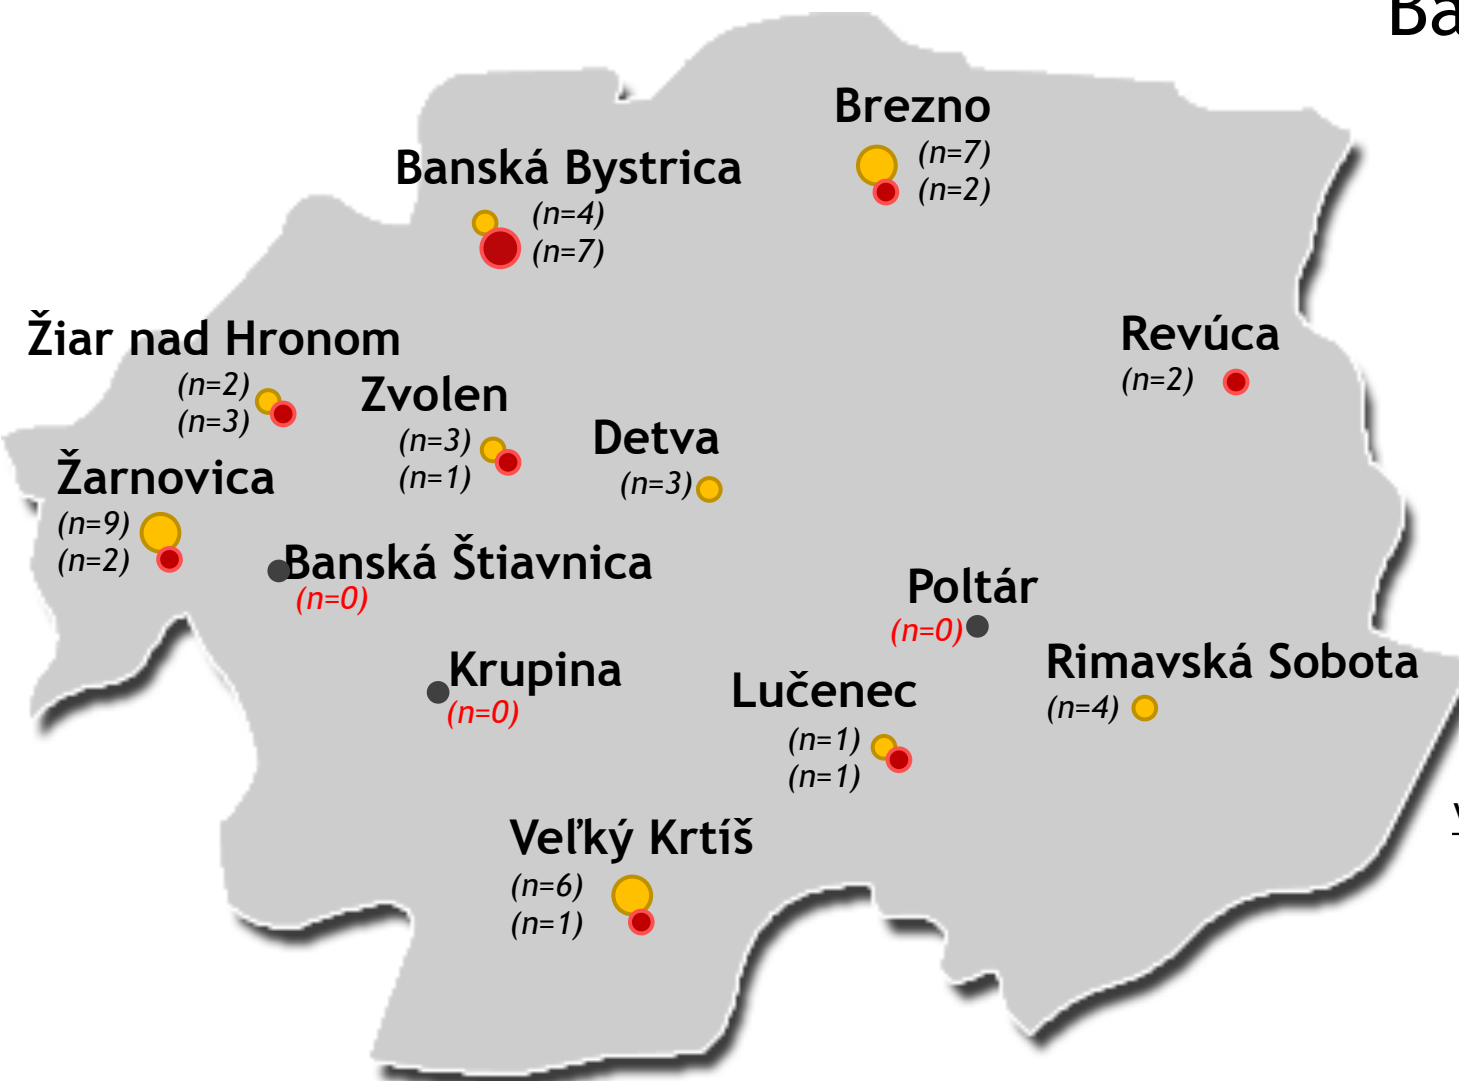 Ba
Brezno
(n=7)
(n=2)
Banská Bystrica
(n=4)
(n=7)
Žiar nad Hronom
(n=2)
(n=3)
Zvolen
(n=3)
(n=1)
Detva
(n=3)
Revúca
(n=2)
Žarnovica
(n=9)
(n=2)
Banská Štiavnica
(n=0)
Poltár
(n=0)
Krupina
(n=0)
Lučenec
(n=1)
(n=1)
Rimavská Sobota
(n=4)
Veľký Krtíš
(n=6)
(n=1)